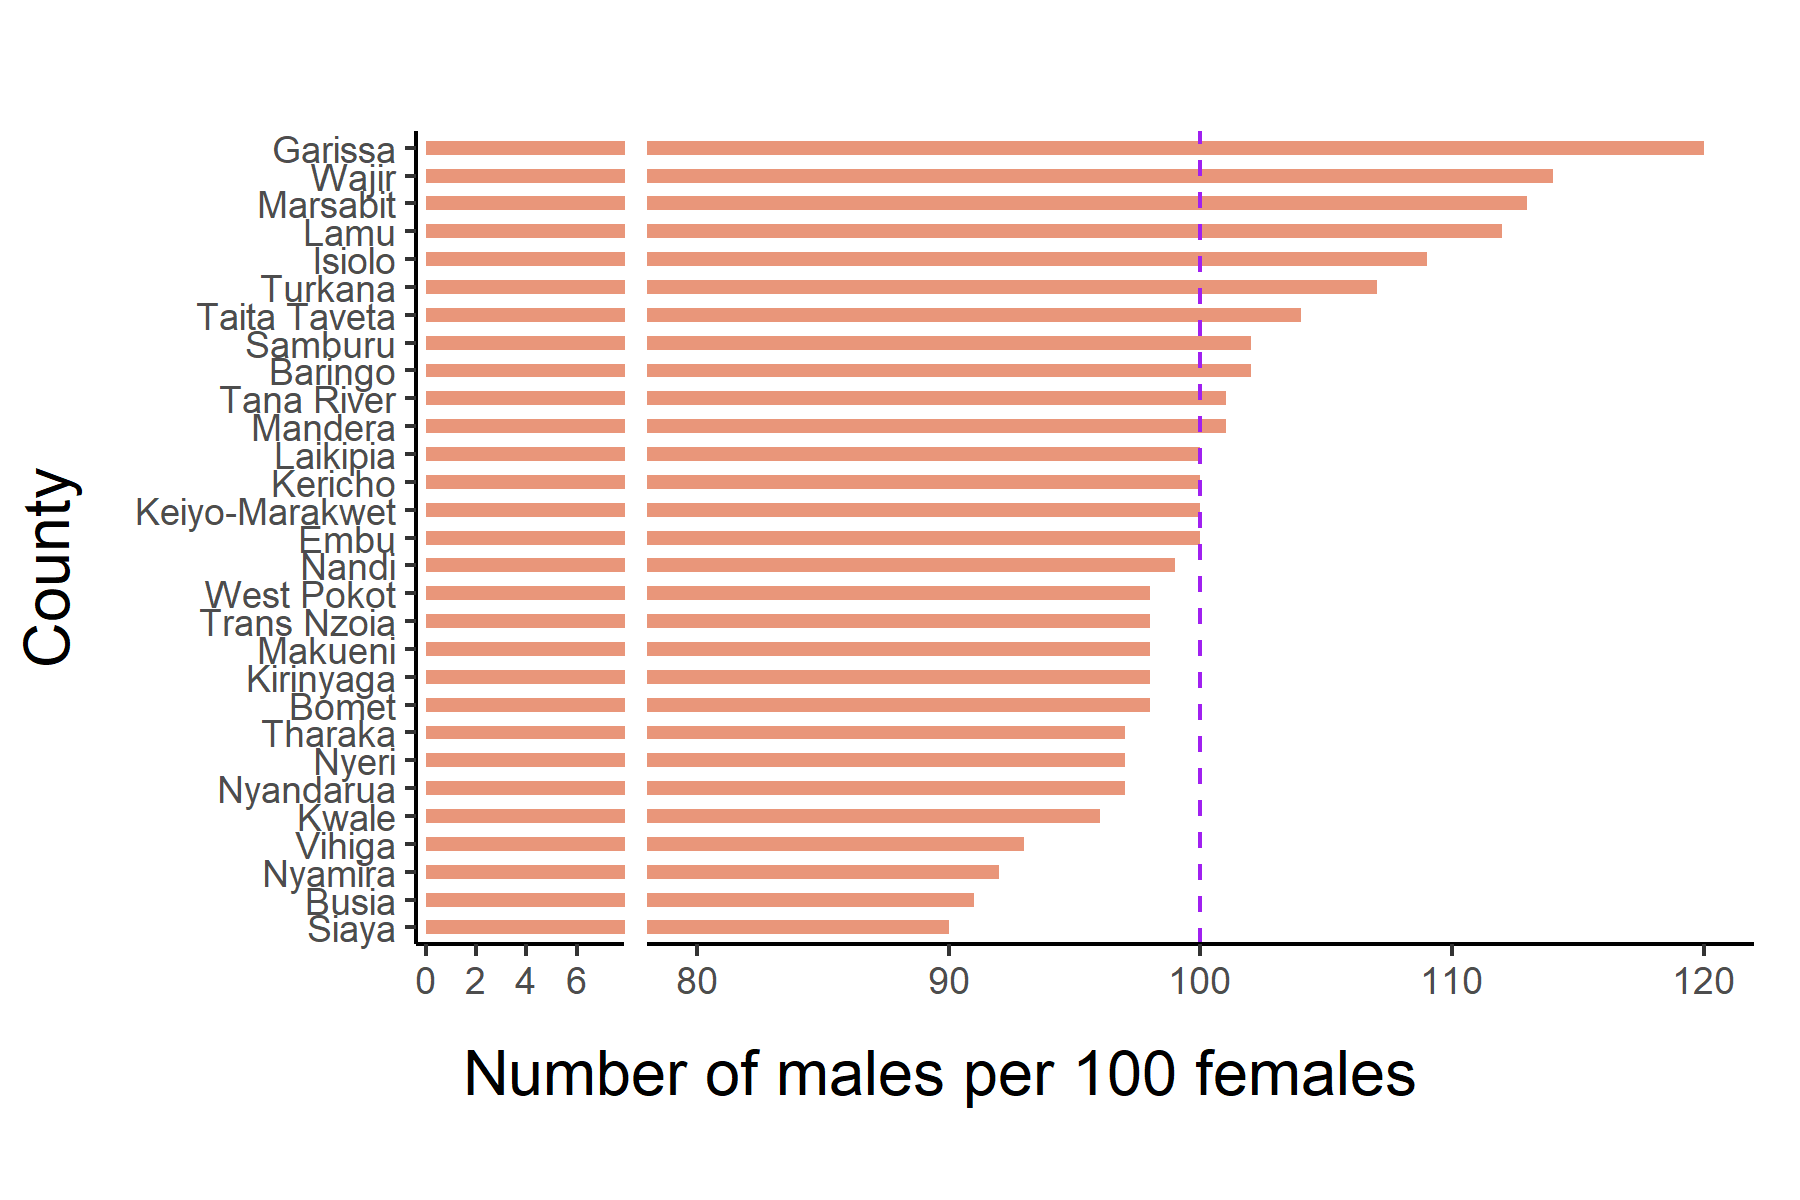 Garissa
Wajir
Marsabit
Lamu
Isiolo
Turkana
Taita Taveta
Samburu
Baringo
Tana River
Mandera
Laikipia
Kericho
Keiyo-Marakwet
Embu
Nandi
West Pokot
Trans Nzoia
Makueni
Kirinyaga
Bomet
Tharaka
Nyeri
Nyandarua
Kwale
Vihiga
Nyamira
Busia
Siaya
County
0 2 4 6 80 90 100 110 120
Number of males per 100 females